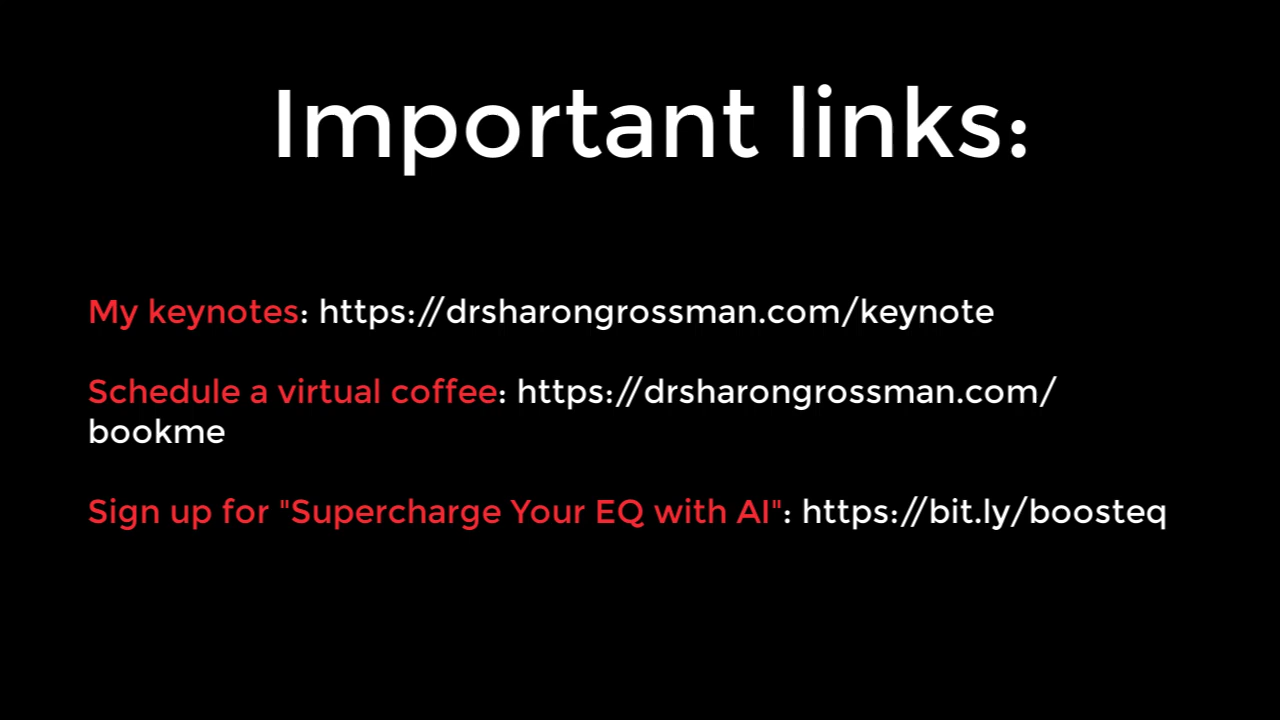 Important links:
My keynotes: https://drsharongrossman.com/keynote
Schedule a virtual coffee: https://drsharongrossman.com/
bookme
Sign up for "Supercharge Your EQ with AI": https://bit.ly/boosteq